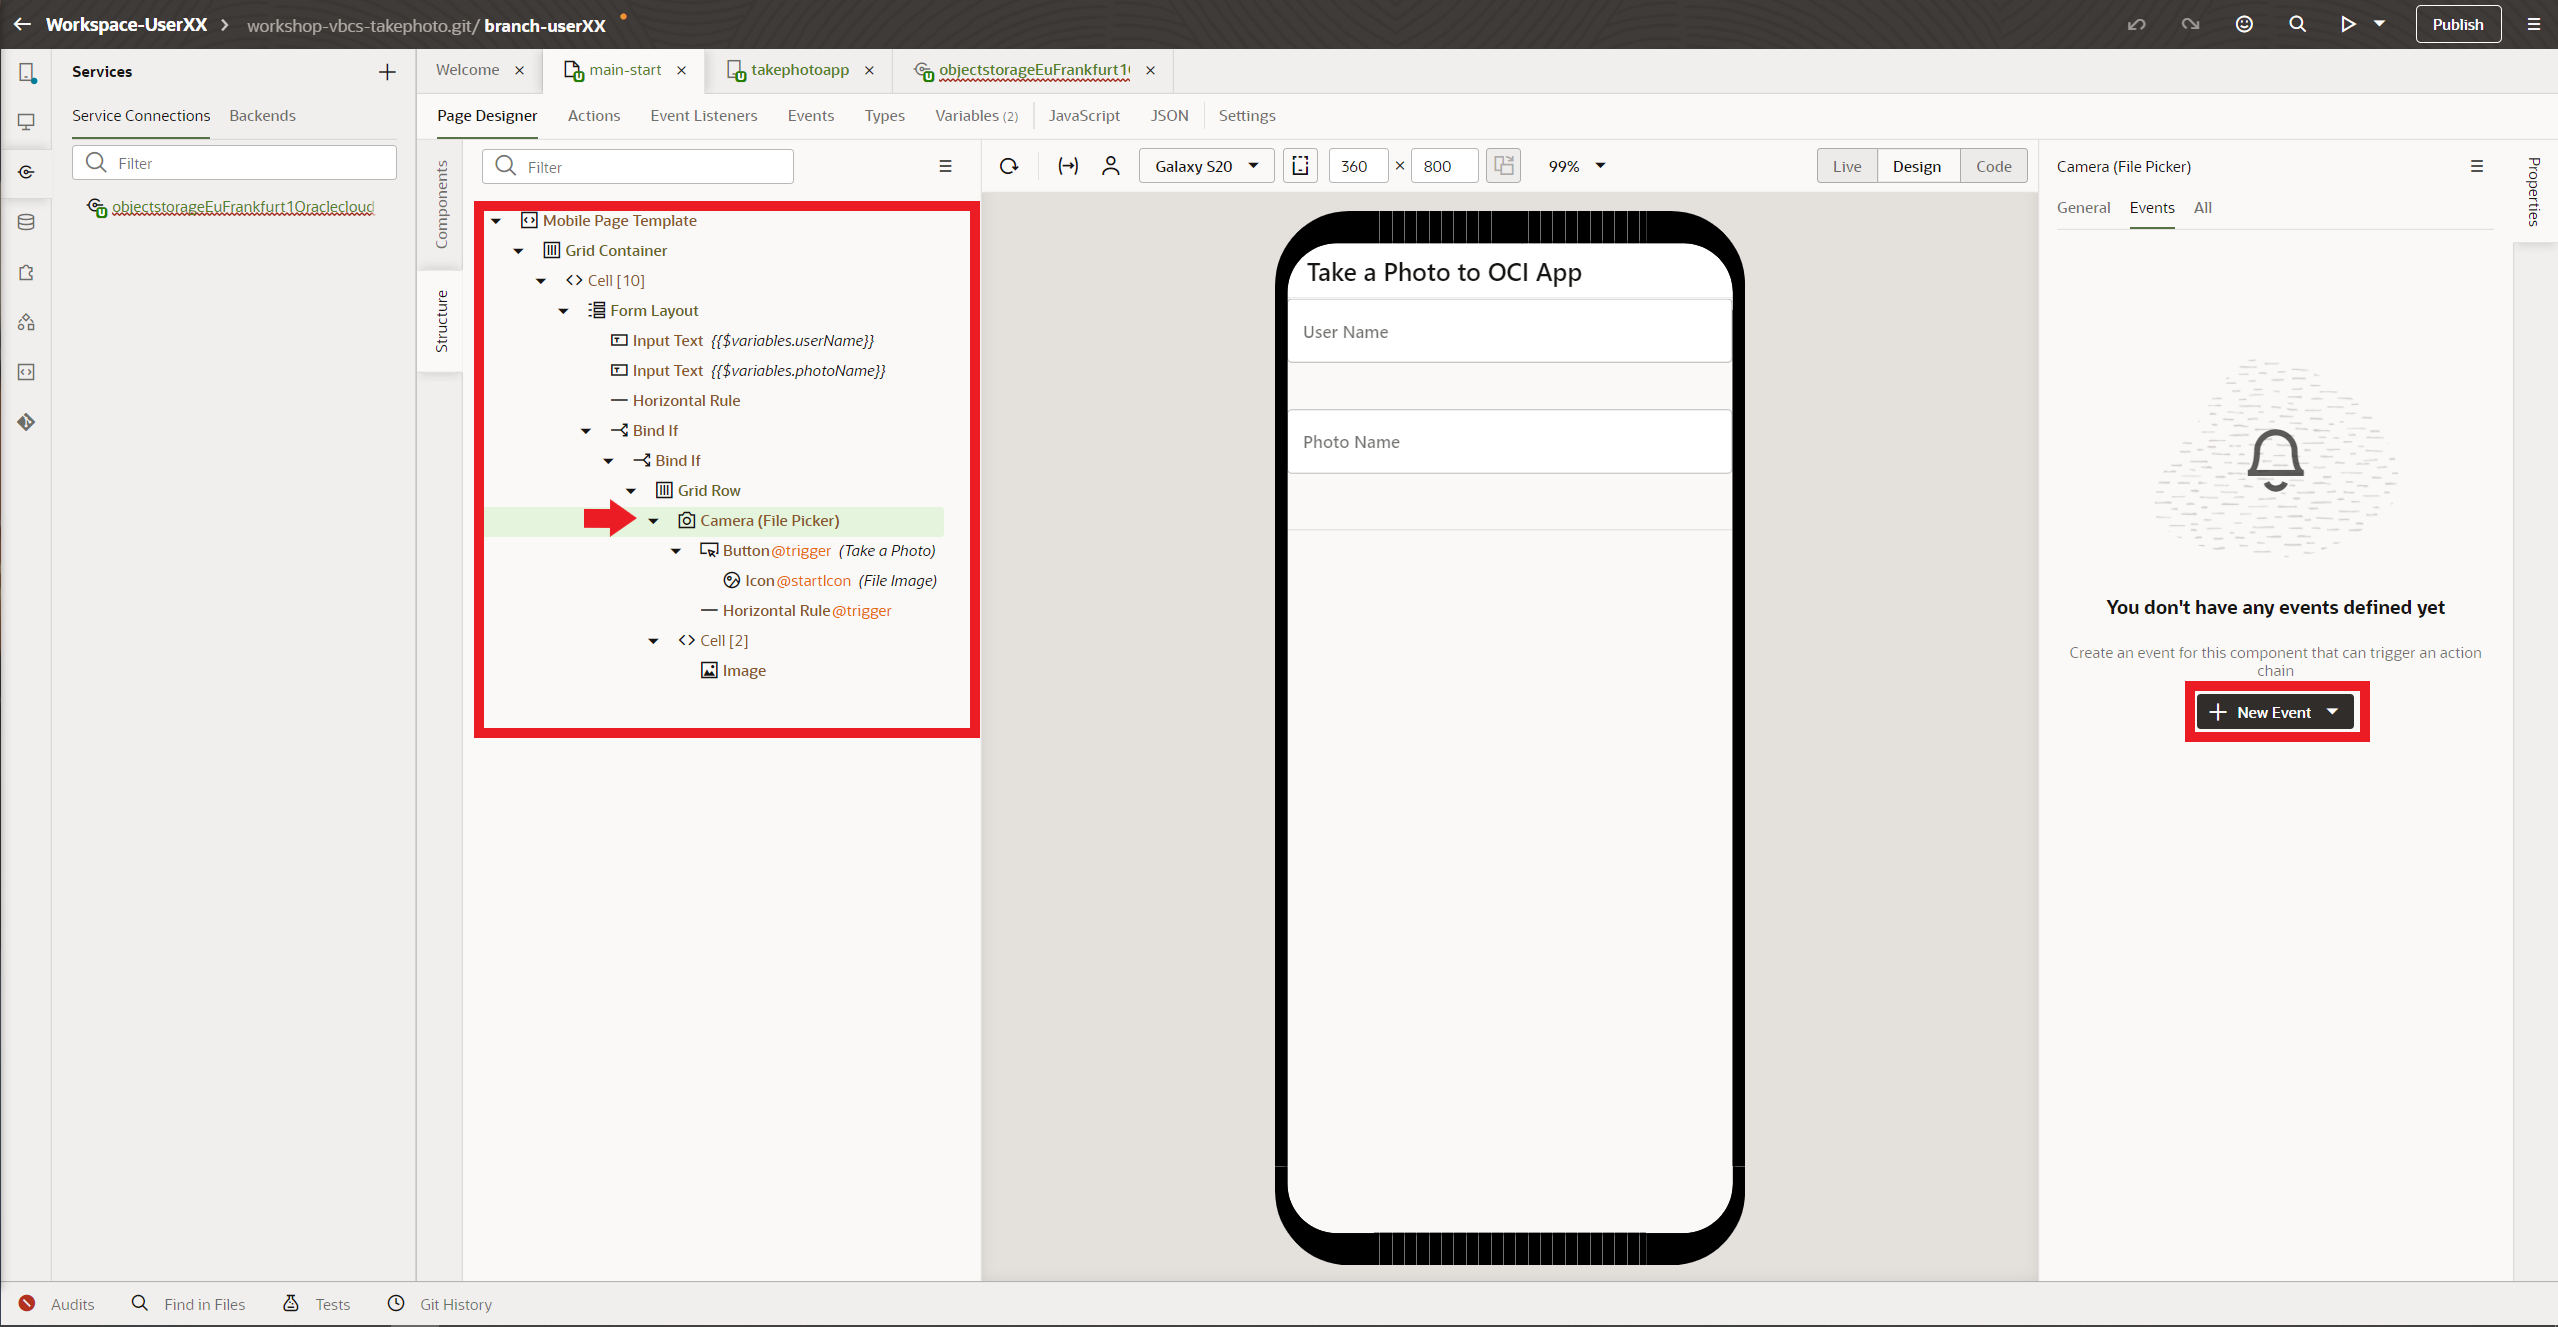 Workspace-UserXX > workshop-vbcs-takephoto.git/ branch-userXX
Publish
Services
Service Connections
Backends
Filter
objectstorageEuFrankfurt1Oraclecloud
Welcome
main-start
takephotoapp
objectstorageEuFrankfurt1
Page Designer
Actions
Event Listeners
Events
Types
Variables (2)
JavaScript
JSON
Settings
Components
Structure
Filter
Mobile Page Template
Grid Container
Cell [10]
Form Layout
Input Text {{$variables.userName}}
Input Text {{$variables.photoName}}
Horizontal Rule
Bind If
Bind If
Grid Row
Camera (File Picker)
Button@trigger (Take a Photo)
Icon@startIcon (File Image)
Horizontal Rule@trigger
Cell [2]
Image
Galaxy S20
360 × 800
99%
Live
Design
Code
Take a Photo to OCI App
User Name
Photo Name
Camera (File Picker)
General
Events
All
Properties
You don't have any events defined yet
Create an event for this component that can trigger an action
chain
+ New Event
Audits
Find in Files
Tests
Git History